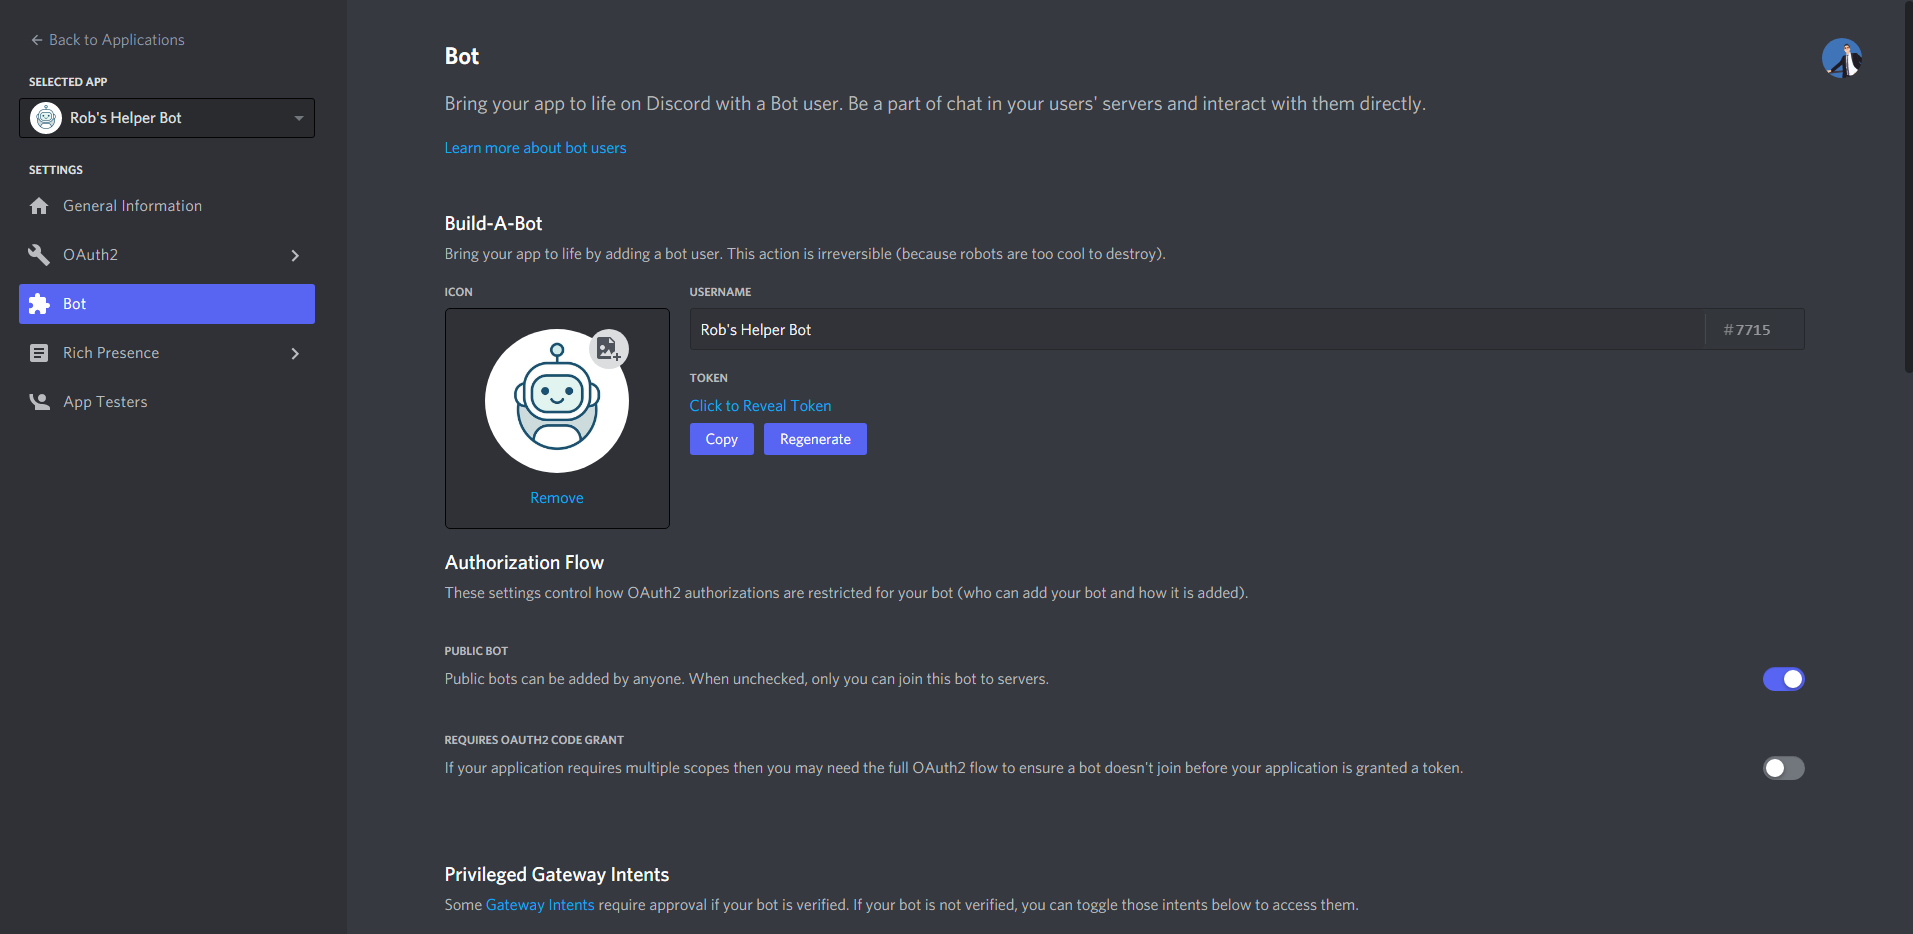 Back to Applications
SELECTED APP
Rob's Helper Bot
SETTINGS
General Information
OAuth2
Bot
Rich Presence
App Testers
Bot
Bring your app to life on Discord with a Bot user. Be a part of chat in your users' servers and interact with them directly.
Learn more about bot users
Build-A-Bot
Bring your app to life by adding a bot user. This action is irreversible (because robots are too cool to destroy).
ICON
Remove
USERNAME
Rob's Helper Bot #7715
TOKEN
Click to Reveal Token
Copy Regenerate
Authorization Flow
These settings control how OAuth2 authorizations are restricted for your bot (who can add your bot and how it is added).
PUBLIC BOT
Public bots can be added by anyone. When unchecked, only you can join this bot to servers.
REQUIRES OAUTH2 CODE GRANT
If your application requires multiple scopes then you may need the full OAuth2 flow to ensure a bot doesn't join before your application is granted a token.
Privileged Gateway Intents
Some Gateway Intents require approval if your bot is verified. If your bot is not verified, you can toggle those intents below to access them.